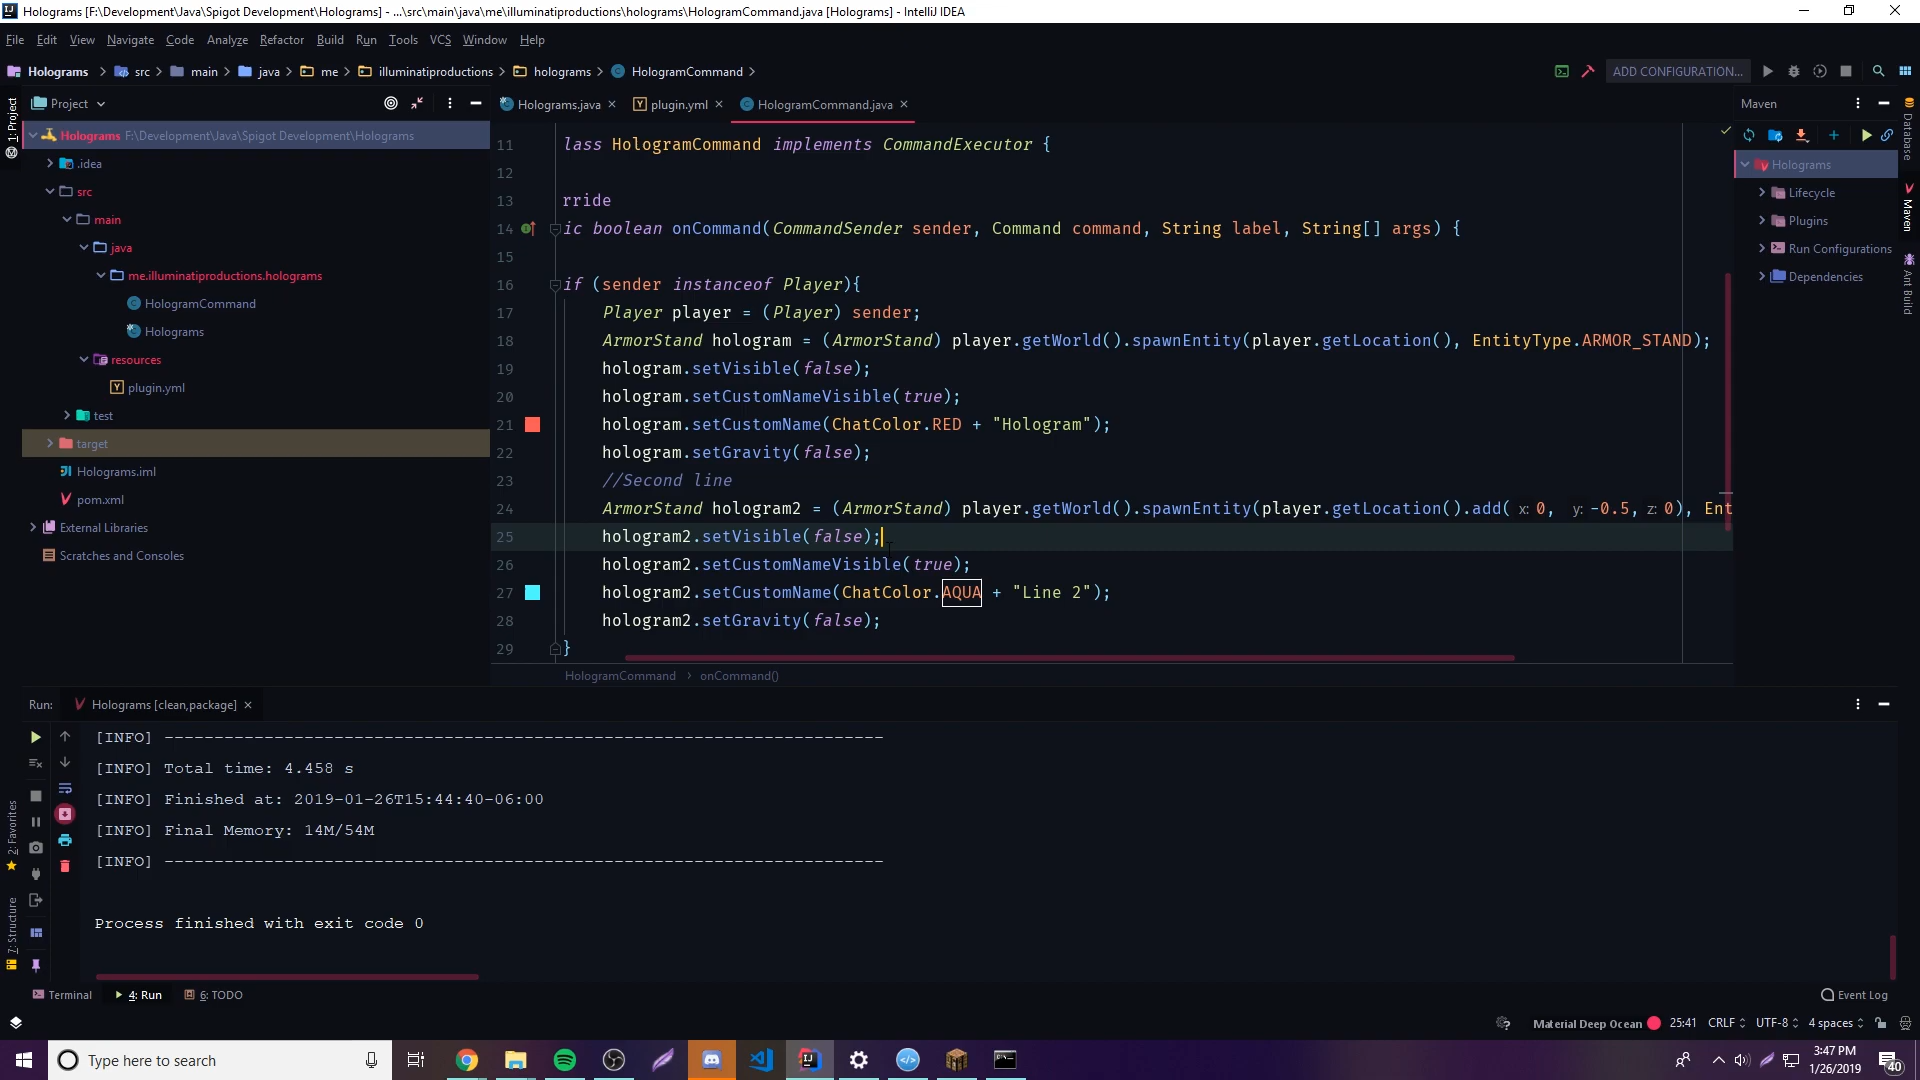 Holograms [F:\Development\Java\Spigot Development\Holograms] - ...\src\main\java\me\illuminatiproductions\holograms\HologramCommand.java [Holograms] - IntelliJ IDEA
File Edit View Navigate Code Analyze Refactor Build Run Tools VCS Window Help
Holograms src main java me illuminatiproductions holograms HologramCommand ADD CONFIGURATION...
1: Project
Project
Holograms.java plugin.yml HologramCommand.java
Maven
Holograms F:\Development\Java\Spigot Development\Holograms
.idea
src
main
java
me.illuminatiproductions.holograms
HologramCommand
Holograms
resources
plugin.yml
test
target
Holograms.iml
pom.xml
External Libraries
Scratches and Consoles
11 lass HologramCommand implements CommandExecutor {
12
13 rride
14 ic boolean onCommand(CommandSender sender, Command command, String label, String[] args) {
15
16 if (sender instanceof Player){
17 Player player = (Player) sender;
18 ArmorStand hologram = (ArmorStand) player.getWorld().spawnEntity(player.getLocation(), EntityType.ARMOR_STAND);
19 hologram.setVisible(false);
20 hologram.setCustomNameVisible(true);
21 hologram.setCustomName(ChatColor.RED + "Hologram");
22 hologram.setGravity(false);
23 //Second line
24 ArmorStand hologram2 = (ArmorStand) player.getWorld().spawnEntity(player.getLocation().add( x: 0, y: -0.5, z: 0), Ent
25 hologram2.setVisible(false);
26 hologram2.setCustomNameVisible(true);
27 hologram2.setCustomName(ChatColor.AQUA + "Line 2");
28 hologram2.setGravity(false);
29 }
HologramCommand onCommand()
Holograms
Lifecycle
Plugins
Run Configurations
Dependencies
Database
Maven
Ant Build
Run: Holograms [clean,package]
[INFO] ------------------------------------------------------------------------
[INFO] Total time: 4.458 s
[INFO] Finished at: 2019-01-26T15:44:40-06:00
[INFO] Final Memory: 14M/54M
[INFO] ------------------------------------------------------------------------
Process finished with exit code 0
2: Favorites
7: Structure
Terminal 4: Run 6: TODO Event Log
Material Deep Ocean 25:41 CRLF UTF-8 4 spaces
Type here to search
3:47 PM
1/26/2019
40